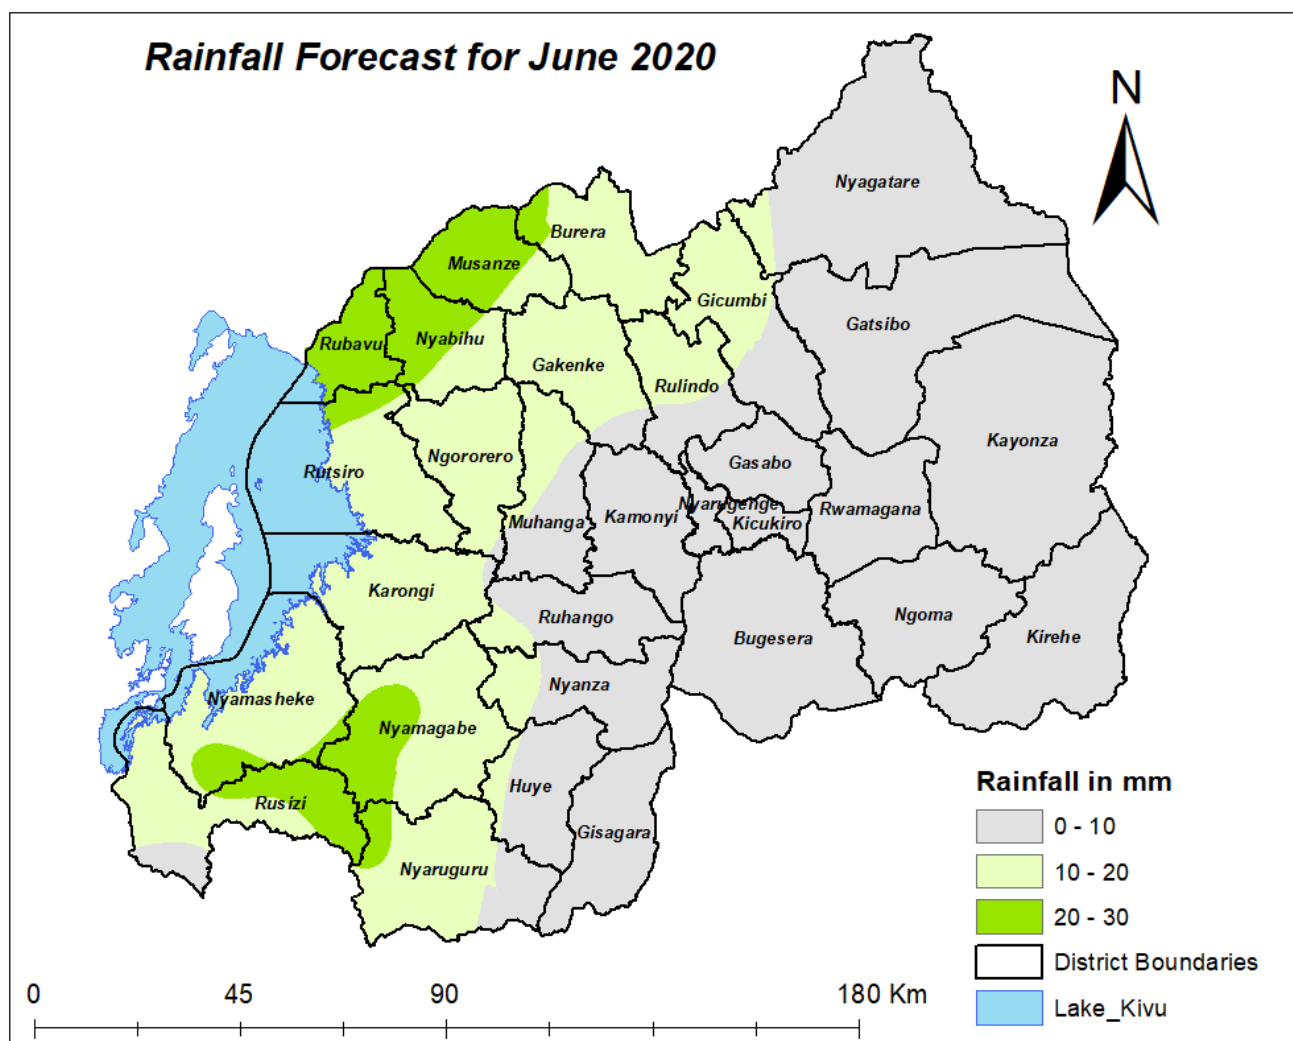 Rainfall Forecast for June 2020
N
Nyagatare
Burera
Musanze
Gicumbi
Gatsibo
Rubavu
Nyabihu
Gakenke
Rulindo
Kayonza
Ngororero
Gasabo
Rutsiro
Nyarugenge
Muhanga
Kamonyi
Kicukiro
Rwamagana
Karongi
Ruhango
Ngoma
Bugesera
Kirehe
Nyanza
Nyamasheke
Nyamagabe
Huye
Rusizi
Gisagara
Nyaruguru
Rainfall in mm
0 - 10
10 - 20
20 - 30
District Boundaries
Lake_Kivu
0 45 90 180 Km